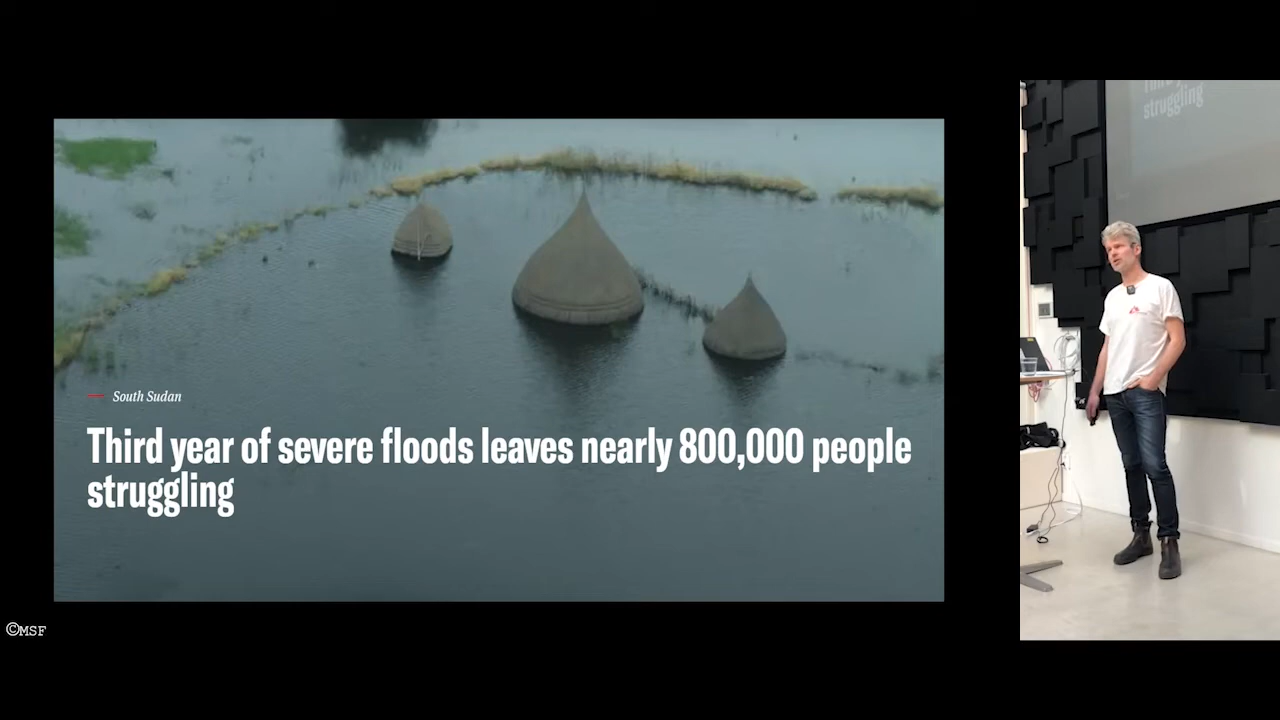 South Sudan
Third year of severe floods leaves nearly 800,000 people
struggling
©MSF
struggling